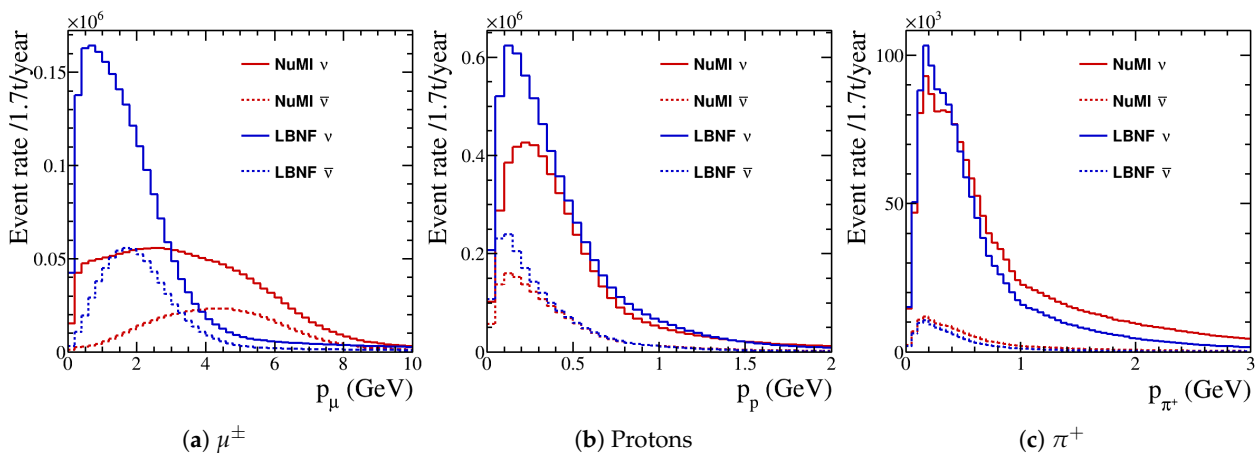 ×10⁶
Event rate /1.7t/year
0.15
0.1
0.05
0
NuMI ν
NuMI ν̅
LBNF ν
LBNF ν̅
0 2 4 6 8 10
p_μ (GeV)
(a) μ^±
×10⁶
Event rate /1.7t/year
0.6
0.4
0.2
0
NuMI ν
NuMI ν̅
LBNF ν
LBNF ν̅
0 0.5 1 1.5 2
p_p (GeV)
(b) Protons
×10³
Event rate /1.7t/year
100
50
0
NuMI ν
NuMI ν̅
LBNF ν
LBNF ν̅
0 1 2 3
p_π⁺ (GeV)
(c) π⁺